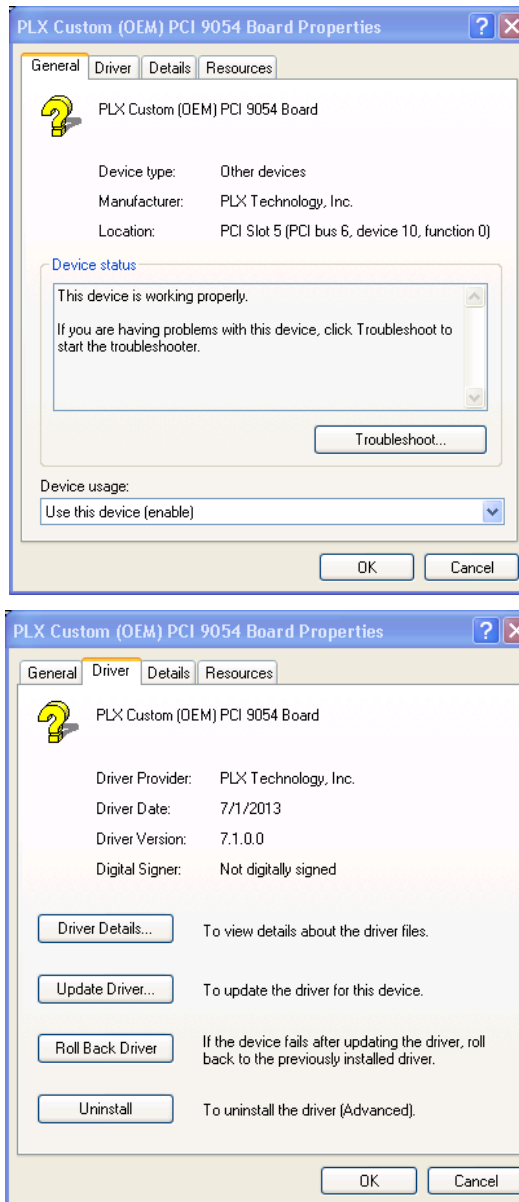 PLX Custom (OEM) PCI 9054 Board Properties
General Driver Details Resources
PLX Custom (OEM) PCI 9054 Board
Device type: Other devices
Manufacturer: PLX Technology, Inc.
Location: PCI Slot 5 (PCI bus 6, device 10, function 0)
Device status
This device is working properly.
If you are having problems with this device, click Troubleshoot to
start the troubleshooter.
Troubleshoot...
Device usage:
Use this device (enable)
OK Cancel
PLX Custom (OEM) PCI 9054 Board Properties
General Driver Details Resources
PLX Custom (OEM) PCI 9054 Board
Driver Provider: PLX Technology, Inc.
Driver Date: 7/1/2013
Driver Version: 7.1.0.0
Digital Signer: Not digitally signed
Driver Details... To view details about the driver files.
Update Driver... To update the driver for this device.
Roll Back Driver If the device fails after updating the driver, roll
back to the previously installed driver.
Uninstall To uninstall the driver (Advanced).
OK Cancel